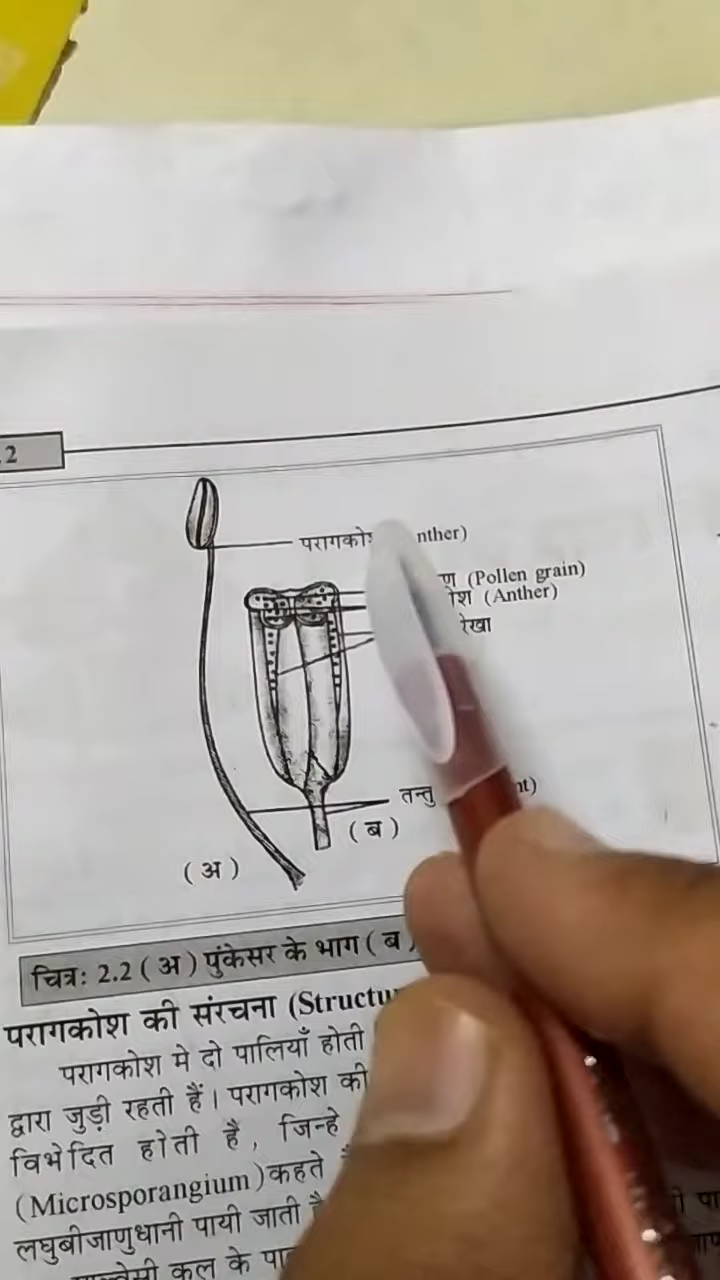 .2
परागकोश nther)
ण (Pollen grain)
ोश (Anther)
रेखा
तन्तु nt)
( ब )
( अ )
चित्र: 2.2 ( अ ) पुंकेसर के भाग ( ब )
परागकोश की संरचना (Structu
परागकोश मे दो पालियाँ होती
द्वारा जुड़ी रहती हैं। परागकोश की
विभेदित होती है, जिन्हे
(Microsporangium) कहते
लघुबीजाणुधानी पायी जाती है
कुल के